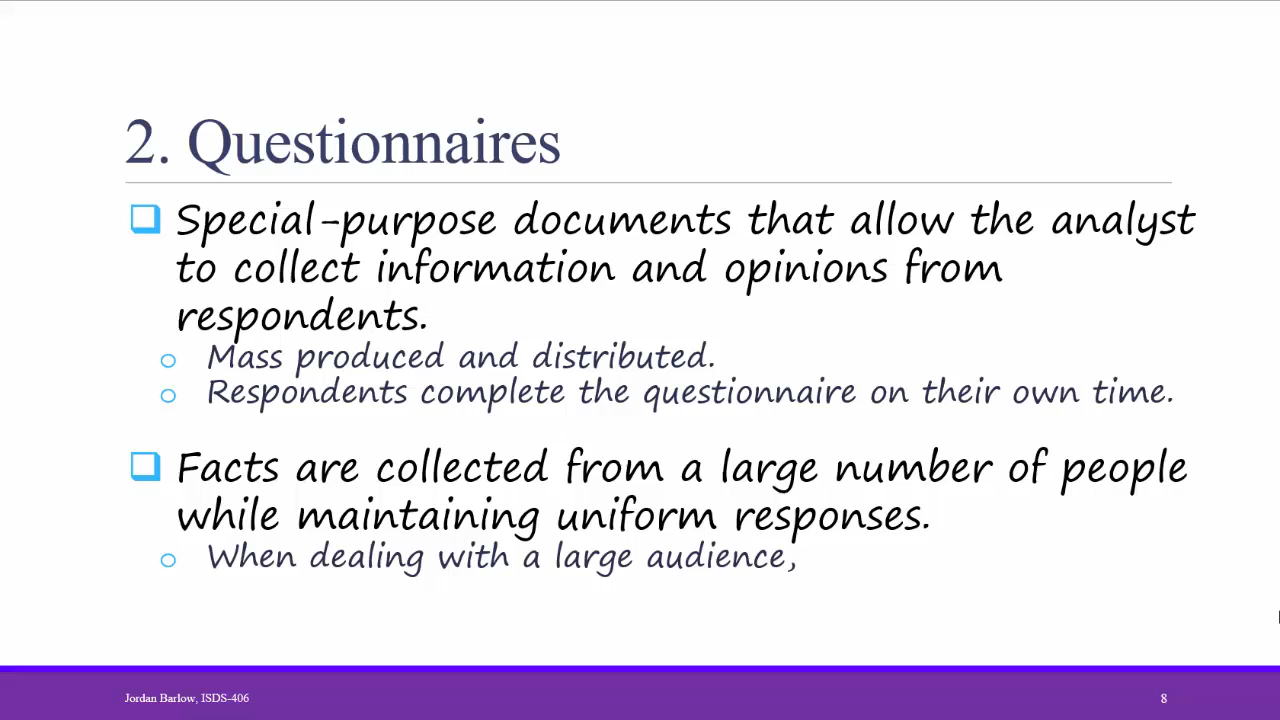 2. Questionnaires
Special-purpose documents that allow the analyst
to collect information and opinions from
respondents.
Mass produced and distributed.
Respondents complete the questionnaire on their own time.
Facts are collected from a large number of people
while maintaining uniform responses.
When dealing with a large audience,
Jordan Barlow, ISDS-406
8